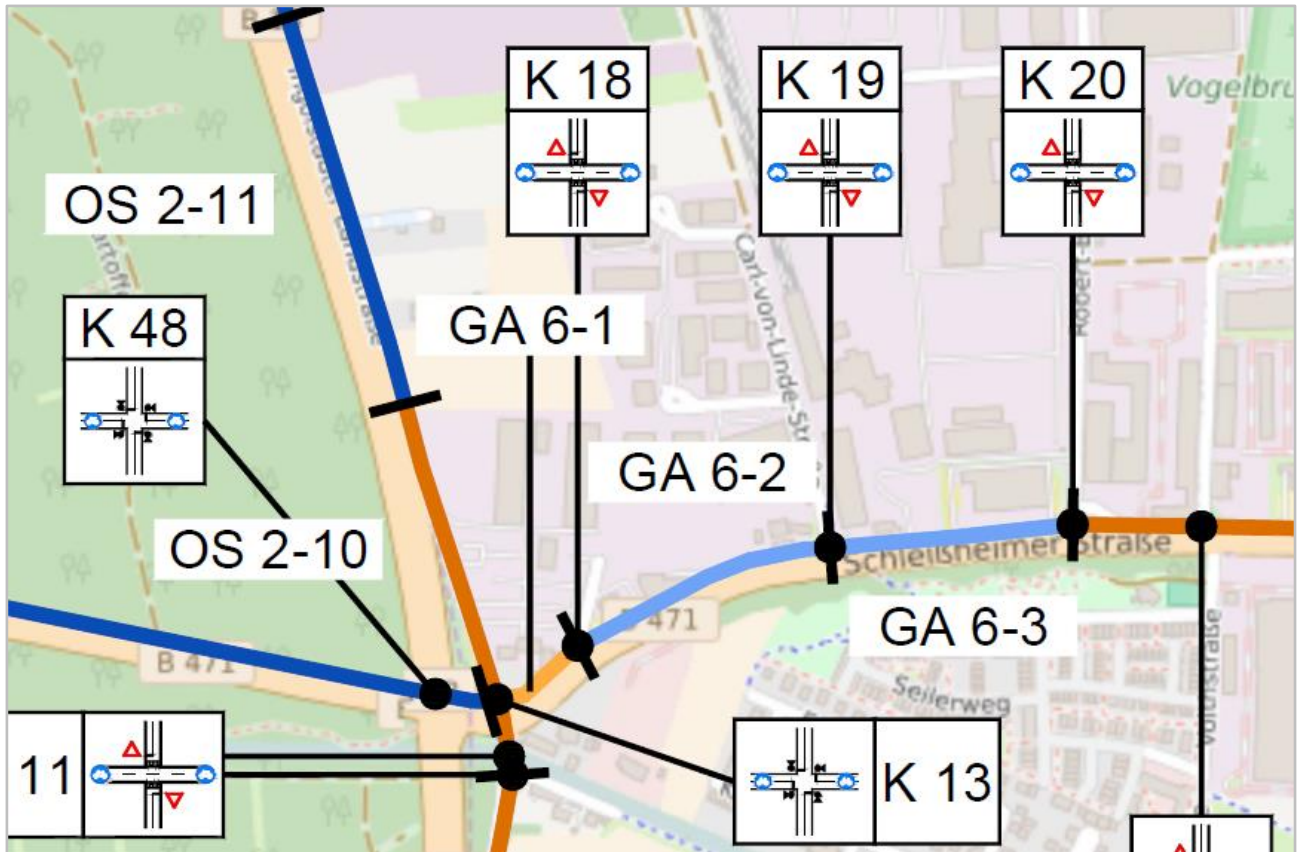 K 18
K 19
K 20
Vogelbru
OS 2-11
GA 6-1
K 48
Carl-von-Linde-Str
GA 6-2
OS 2-10
Schleißheimer Straße
471
GA 6-3
B 471
Seilerweg
11
K 13